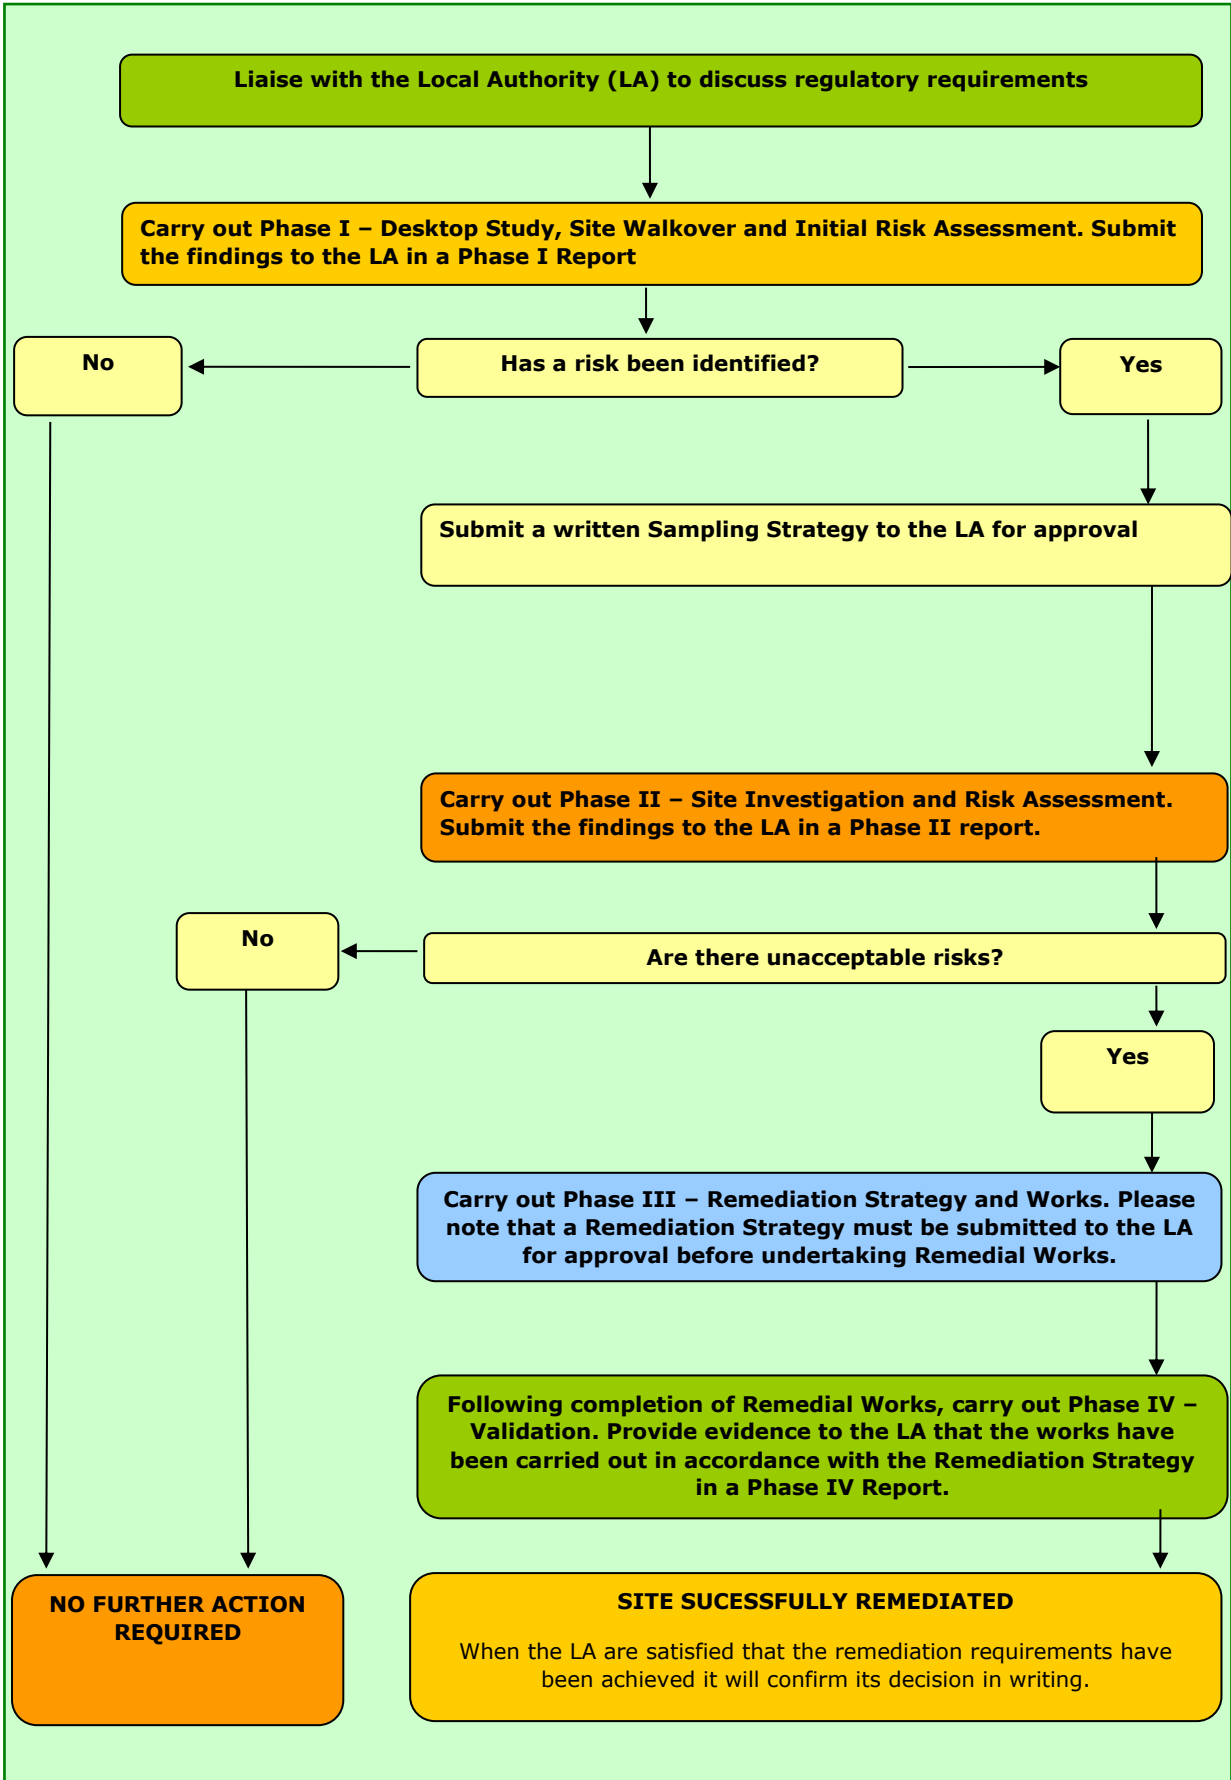 Liaise with the Local Authority (LA) to discuss regulatory requirements
Carry out Phase I – Desktop Study, Site Walkover and Initial Risk Assessment. Submit
the findings to the LA in a Phase I Report
No
Has a risk been identified?
Yes
Submit a written Sampling Strategy to the LA for approval
Carry out Phase II – Site Investigation and Risk Assessment.
Submit the findings to the LA in a Phase II report.
No
Are there unacceptable risks?
Yes
Carry out Phase III – Remediation Strategy and Works. Please
note that a Remediation Strategy must be submitted to the LA
for approval before undertaking Remedial Works.
Following completion of Remedial Works, carry out Phase IV –
Validation. Provide evidence to the LA that the works have
been carried out in accordance with the Remediation Strategy
in a Phase IV Report.
NO FURTHER ACTION
REQUIRED
SITE SUCESSFULLY REMEDIATED
When the LA are satisfied that the remediation requirements have
been achieved it will confirm its decision in writing.